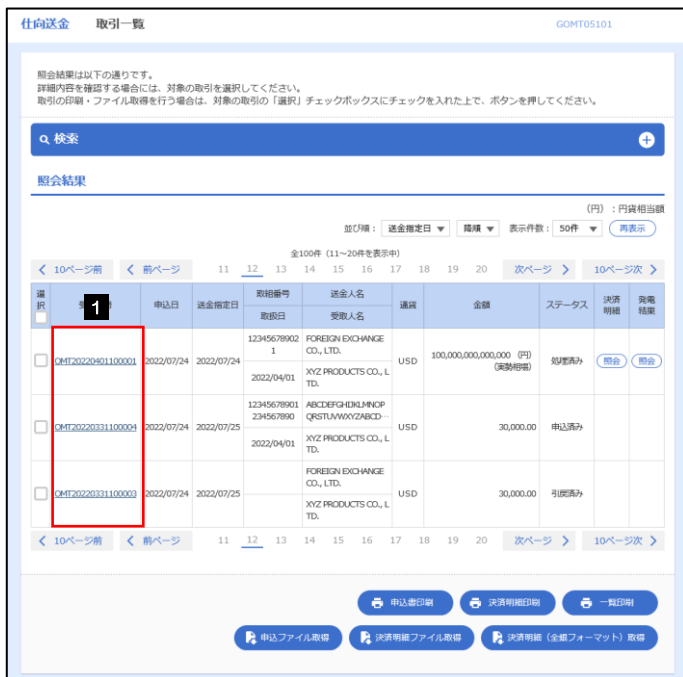 仕向送金 取引一覧 GOMT05101
照会結果は以下の通りです。
詳細内容を確認する場合には、対象の取引を選択してください。
取引の印刷・ファイル取得を行う場合は、対象の取引の「選択」チェックボックスにチェックを入れた上で、ボタンを押してください。
検索
照会結果
(円) : 円貨相当額
並び順: 送金指定日 ▼ 降順 ▼ 表示件数: 50件 ▼ 再表示
全100件 (11~20件を表示中)
10ページ前 前ページ 11 12 13 14 15 16 17 18 19 20 次ページ 10ページ次
選択 1 申込日 送金指定日 取組番号 送金人名 通貨 金額 ステータス 決済明細 発電結果
取扱日 受取人名
OMT20220401100001 2022/07/24 2022/07/24 123456789021 FOREIGN EXCHANGE CO., LTD. USD 100,000,000,000,000 (円) (実勢相場) 処理済み 照会 照会
2022/04/01 XYZ PRODUCTS CO., LTD.
OMT20220331100004 2022/07/24 2022/07/25 12345678901234567890 ABCDEFGHIJKLMNOPQRSTUVWXYZABCD… USD 30,000.00 申込済み
2022/04/01 XYZ PRODUCTS CO., LTD.
OMT20220331100003 2022/07/24 2022/07/25 FOREIGN EXCHANGE CO., LTD. USD 30,000.00 引戻済み
XYZ PRODUCTS CO., LTD.
10ページ前 前ページ 11 12 13 14 15 16 17 18 19 20 次ページ 10ページ次
申込書印刷 決済明細印刷 一覧印刷
申込ファイル取得 決済明細ファイル取得 決済明細(全銀フォーマット)取得